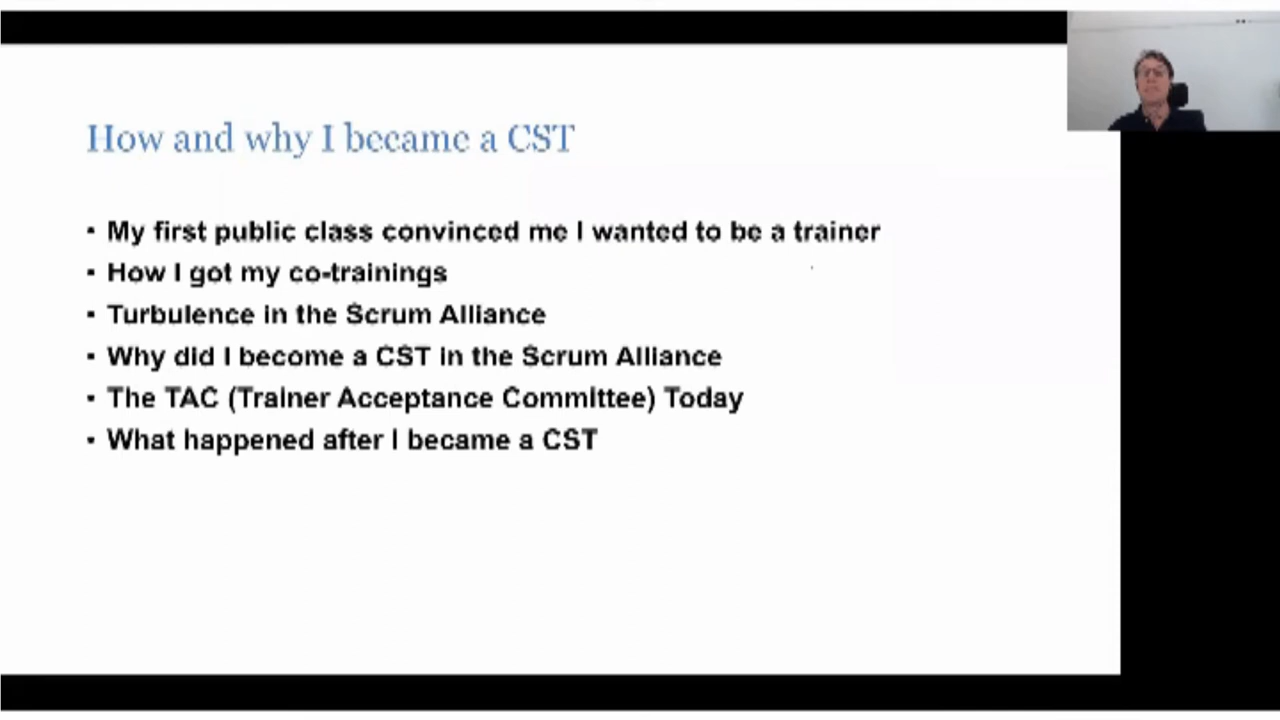 How and why I became a CST
▪ My first public class convinced me I wanted to be a trainer
▪ How I got my co-trainings
▪ Turbulence in the Scrum Alliance
▪ Why did I become a CST in the Scrum Alliance
▪ The TAC (Trainer Acceptance Committee) Today
▪ What happened after I became a CST